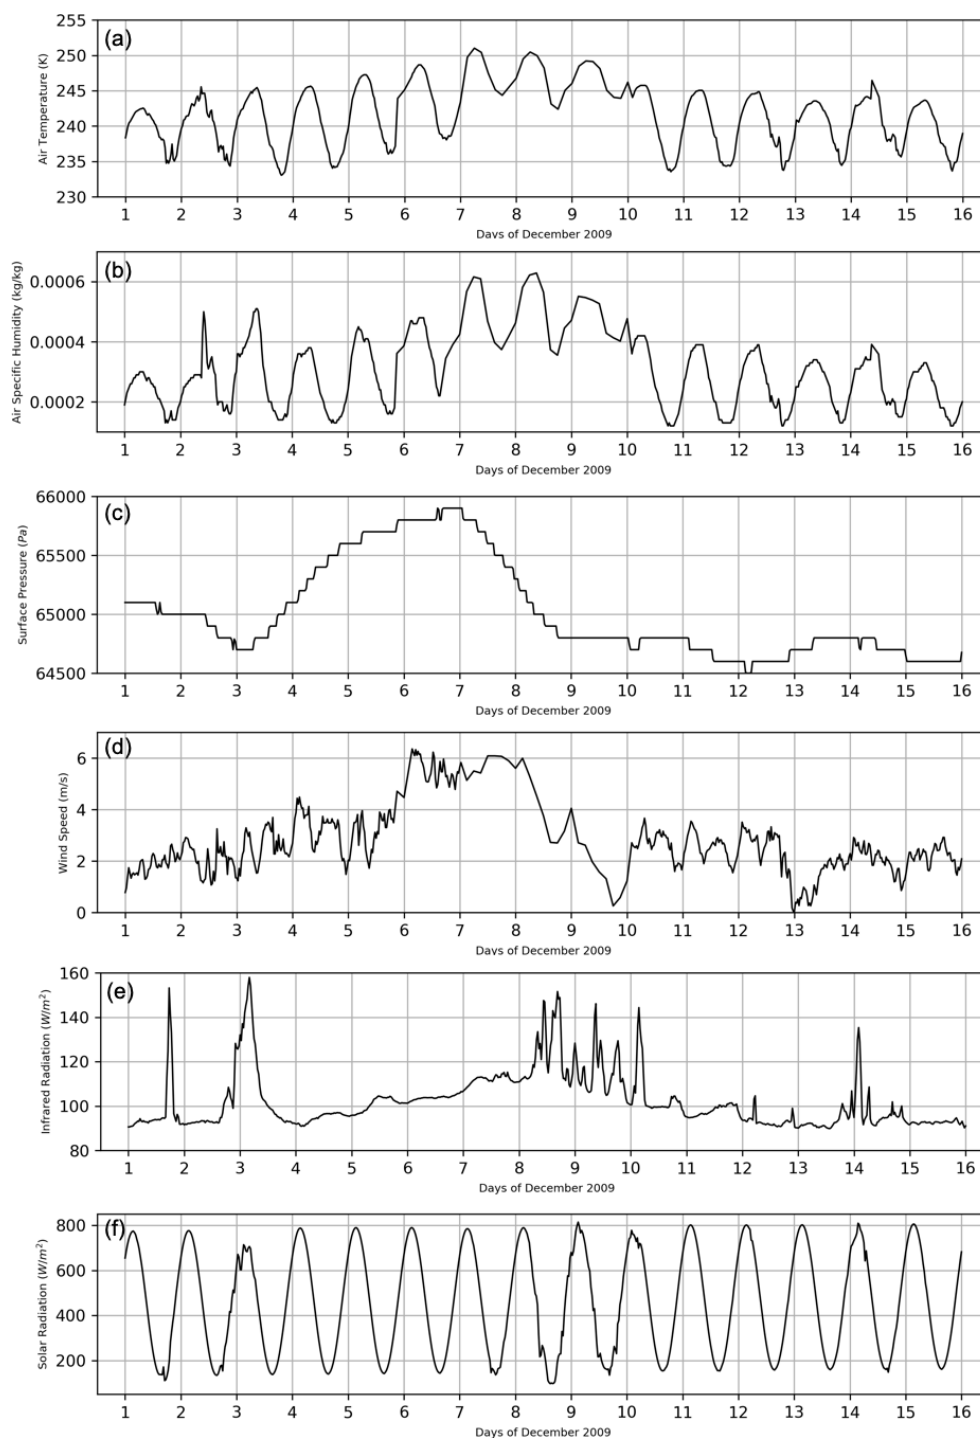 (a)
Air Temperature (K)
255
250
245
240
235
230
1 2 3 4 5 6 7 8 9 10 11 12 13 14 15 16
Days of December 2009
(b)
Air Specific Humidity (kg/kg)
0.0006
0.0004
0.0002
1 2 3 4 5 6 7 8 9 10 11 12 13 14 15 16
Days of December 2009
(c)
Surface Pressure (Pa)
66000
65500
65000
64500
1 2 3 4 5 6 7 8 9 10 11 12 13 14 15 16
Days of December 2009
(d)
Wind Speed (m/s)
6
4
2
0
1 2 3 4 5 6 7 8 9 10 11 12 13 14 15 16
Days of December 2009
(e)
Infrared Radiation (W/m²)
160
140
120
100
80
1 2 3 4 5 6 7 8 9 10 11 12 13 14 15 16
Days of December 2009
(f)
Solar Radiation (W/m²)
800
600
400
200
1 2 3 4 5 6 7 8 9 10 11 12 13 14 15 16
Days of December 2009